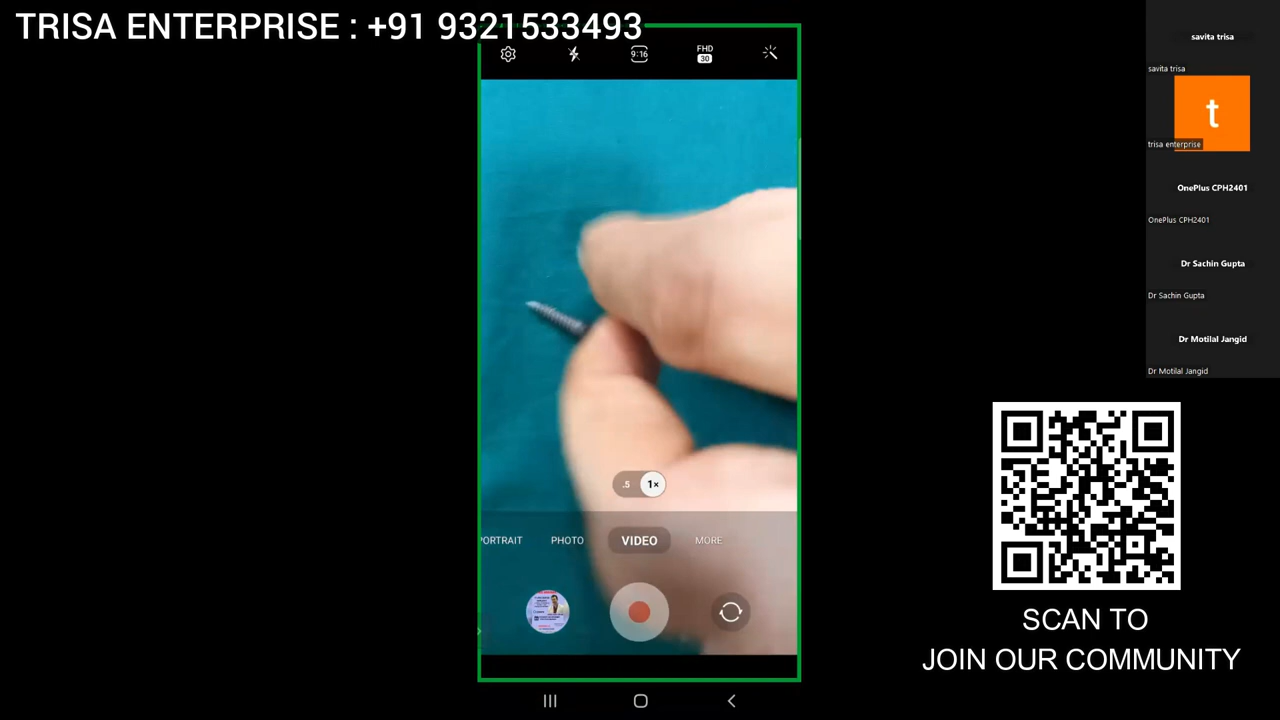 TRISA ENTERPRISE : +91 9321533493
9:16
FHD
30
.5 1×
PORTRAIT PHOTO VIDEO MORE
savita trisa
savita trisa
t
trisa enterprise
OnePlus CPH2401
OnePlus CPH2401
Dr Sachin Gupta
Dr Sachin Gupta
Dr Motilal Jangid
Dr Motilal Jangid
SCAN TO
JOIN OUR COMMUNITY